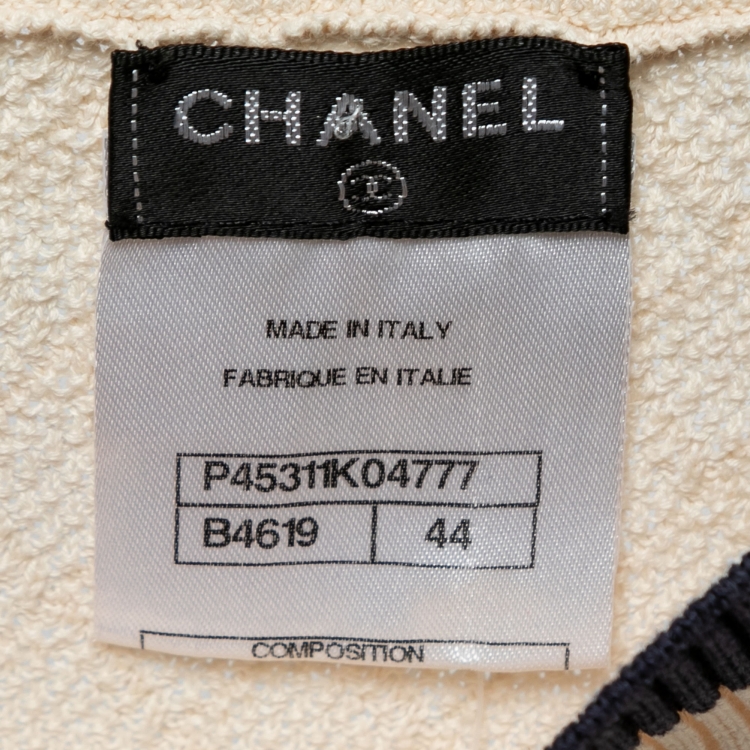 CHANEL
MADE IN ITALY
FABRIQUE EN ITALIE
P45311K04777
B4619 44
COMPOSITION